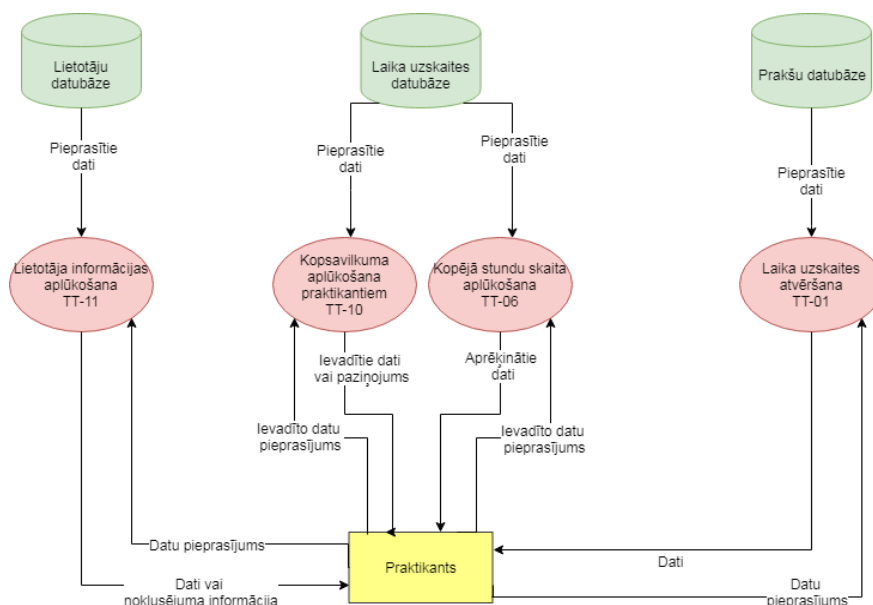 Lietotāju
datubāze
Laika uzskaites
datubāze
Prakšu datubāze
Pieprasītie
dati
Pieprasītie
dati
Pieprasītie
dati
Pieprasītie
dati
Lietotāja informācijas
aplūkošana
TT-11
Kopsavilkuma
aplūkošana
praktikantiem
TT-10
Kopējā stundu skaita
aplūkošana
TT-06
Laika uzskaites
atvēršana
TT-01
Ievadītie dati
vai paziņojums
Aprēķinātie
dati
Ievadīto datu
pieprasījums
Ievadīto datu
pieprasījums
Datu pieprasījums
Praktikants
Dati
Dati vai
noklusējuma informācija
Datu
pieprasījums